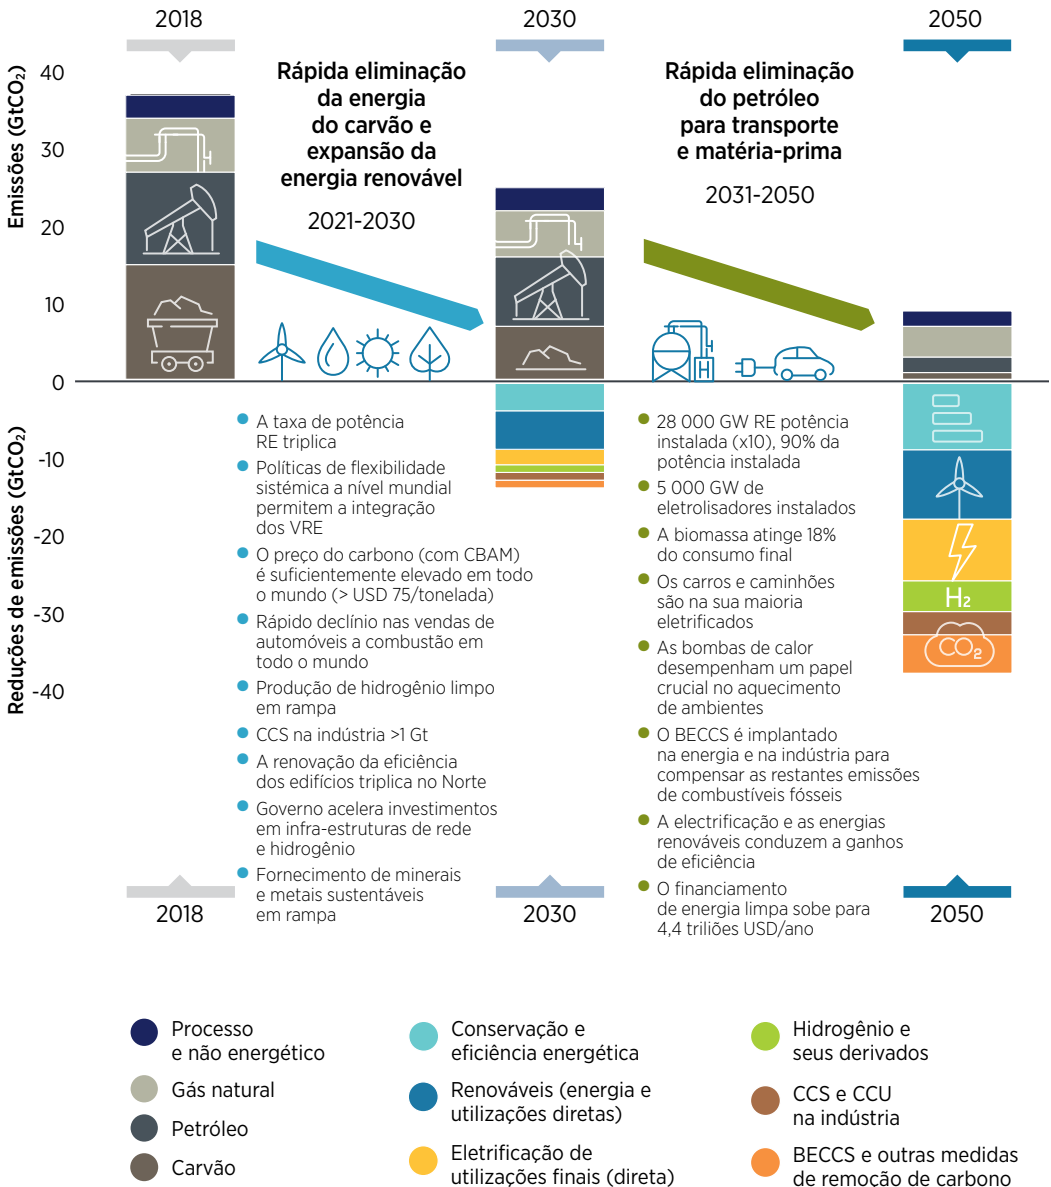 2018
2030
2050
Emissões (GtCO₂)
40
30
20
10
0
Rápida eliminação
da energia
do carvão e
expansão da
energia renovável
2021-2030
Rápida eliminação
do petróleo
para transporte
e matéria-prima
2031-2050
H
Reduções de emissões (GtCO₂)
-10
-20
-30
-40
A taxa de potência
RE triplica
Políticas de flexibilidade
sistémica a nível mundial
permitem a integração
dos VRE
O preço do carbono (com CBAM)
é suficientemente elevado em todo
o mundo (> USD 75/tonelada)
Rápido declínio nas vendas de
automóveis a combustão em
todo o mundo
Produção de hidrogênio limpo
em rampa
CCS na indústria >1 Gt
A renovação da eficiência
dos edifícios triplica no Norte
Governo acelera investimentos
em infra-estruturas de rede
e hidrogênio
Fornecimento de minerais
e metais sustentáveis
em rampa
28 000 GW RE potência
instalada (x10), 90% da
potência instalada
5 000 GW de
eletrolisadores instalados
A biomassa atinge 18%
do consumo final
Os carros e caminhões
são na sua maioria
eletrificados
As bombas de calor
desempenham um papel
crucial no aquecimento
de ambientes
O BECCS é implantado
na energia e na indústria para
compensar as restantes emissões
de combustíveis fósseis
A electrificação e as energias
renováveis conduzem a ganhos
de eficiência
O financiamento
de energia limpa sobe para
4,4 triliões USD/ano
H₂
CO₂
2018
2030
2050
Processo
e não energético
Gás natural
Petróleo
Carvão
Conservação e
eficiência energética
Renováveis (energia e
utilizações diretas)
Eletrificação de
utilizações finais (direta)
Hidrogênio e
seus derivados
CCS e CCU
na indústria
BECCS e outras medidas
de remoção de carbono